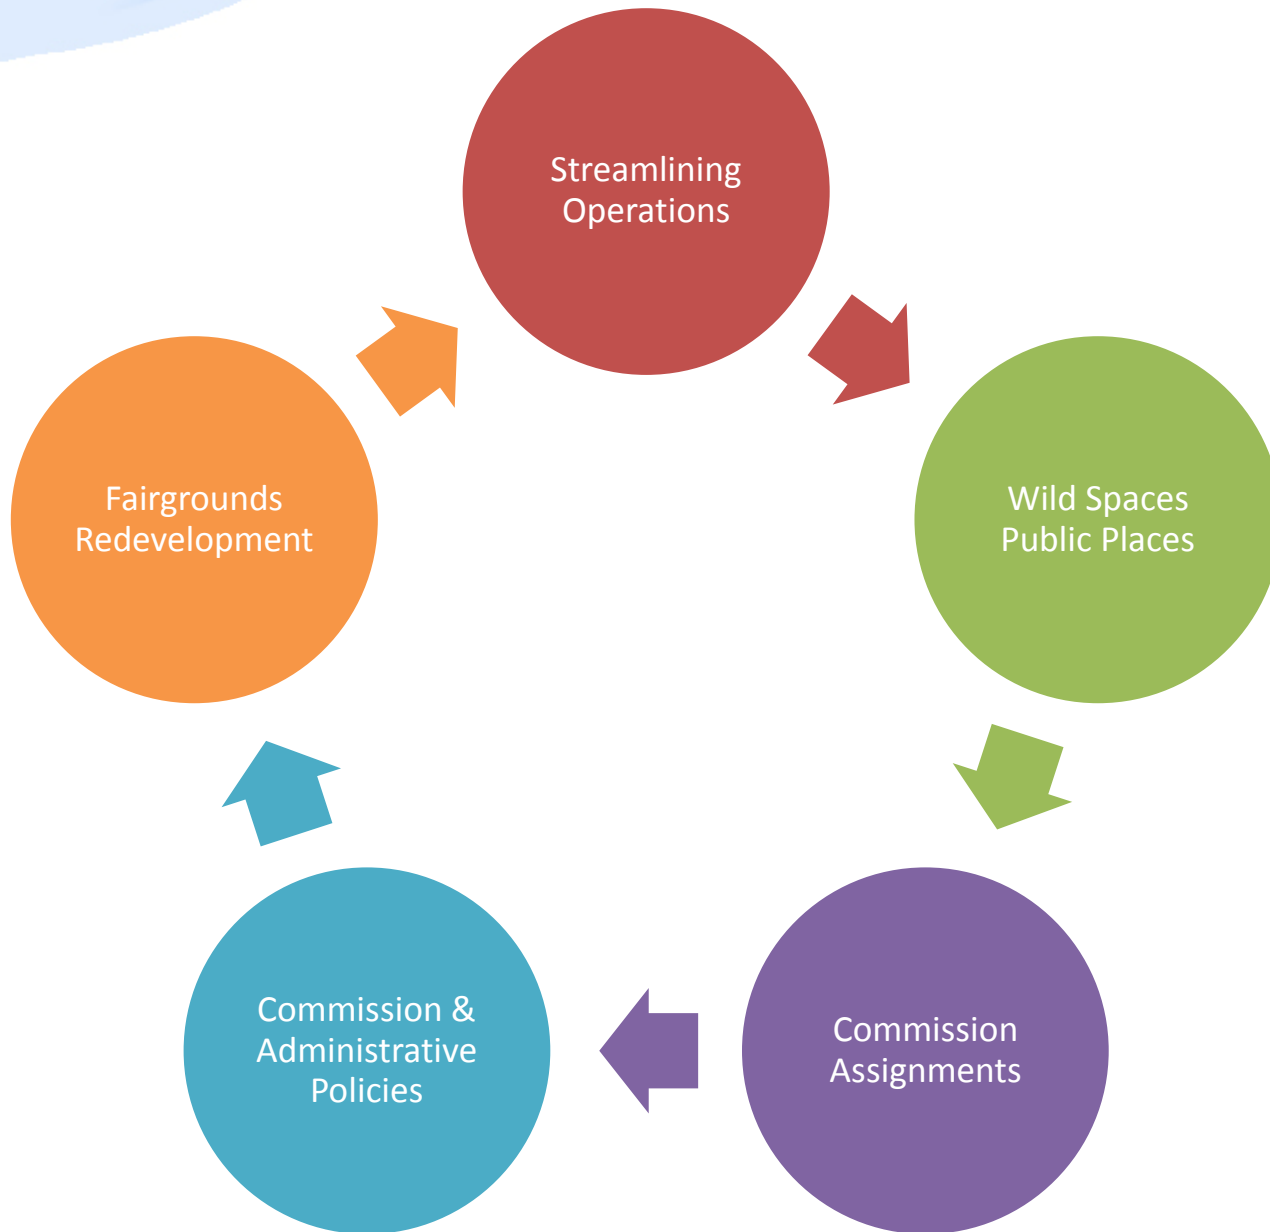 Streamlining
Operations
Wild Spaces
Public Places
Commission
Assignments
Commission &
Administrative
Policies
Fairgrounds
Redevelopment